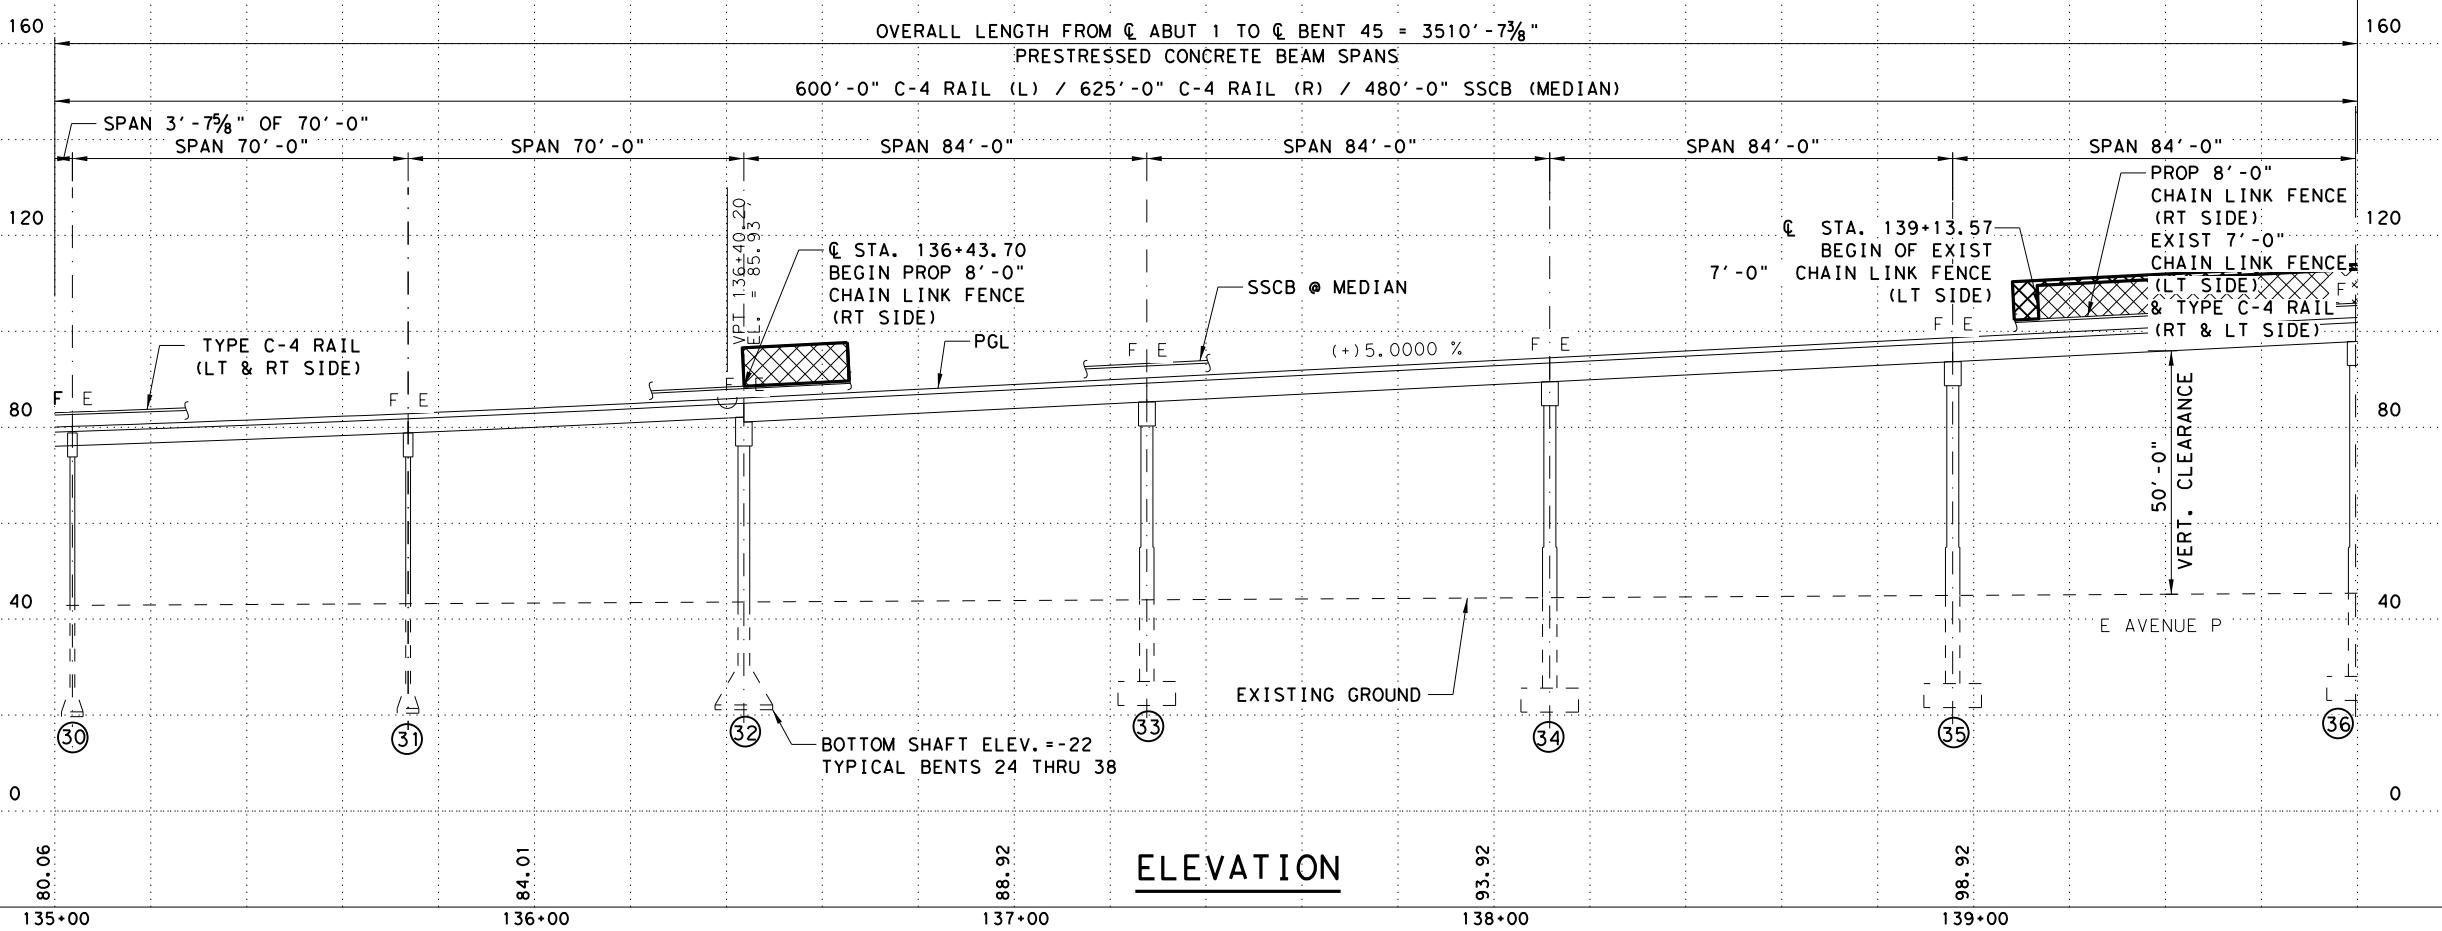 160
OVERALL LENGTH FROM ℄ ABUT 1 TO ℄ BENT 45 = 3510'-7⅜"
160
PRESTRESSED CONCRETE BEAM SPANS
600'-0" C-4 RAIL (L) / 625'-0" C-4 RAIL (R) / 480'-0" SSCB (MEDIAN)
SPAN 3'-7⅝" OF 70'-0"
SPAN 70'-0"
SPAN 70'-0"
SPAN 84'-0"
SPAN 84'-0"
SPAN 84'-0"
SPAN 84'-0"
PROP 8'-0"
CHAIN LINK FENCE
(RT SIDE)
EXIST 7'-0"
CHAIN LINK FENCE
(LT SIDE)
& TYPE C-4 RAIL
(RT & LT SIDE)
120
120
VPI 136+40.20
EL. = 85.93'
℄ STA. 136+43.70
BEGIN PROP 8'-0"
CHAIN LINK FENCE
(RT SIDE)
℄ STA. 139+13.57
BEGIN OF EXIST
7'-0" CHAIN LINK FENCE
(LT SIDE)
SSCB @ MEDIAN
PGL
(+)5.0000 %
TYPE C-4 RAIL
(LT & RT SIDE)
F E
F E
F E
F E
F E
F E
F
80
80
50'-0"
VERT. CLEARANCE
40
40
E AVENUE P
EXISTING GROUND
30
31
32
33
34
35
36
BOTTOM SHAFT ELEV.=-22
TYPICAL BENTS 24 THRU 38
0
0
80.06
84.01
88.92
93.92
98.92
ELEVATION
135+00
136+00
137+00
138+00
139+00